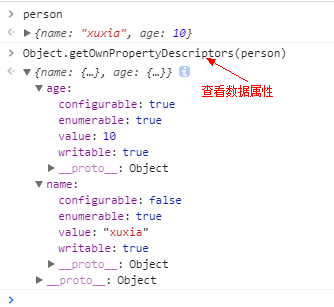 > person
< ▶ {name: "xuxia", age: 10}
> Object.getOwnPropertyDescriptors(person)
< ▼ {name: {…}, age: {…}} i
查看数据属性
▼ age:
configurable: true
enumerable: true
value: 10
writable: true
▶ __proto__: Object
▼ name:
configurable: false
enumerable: true
value: "xuxia"
writable: true
▶ __proto__: Object
▶ __proto__: Object
>